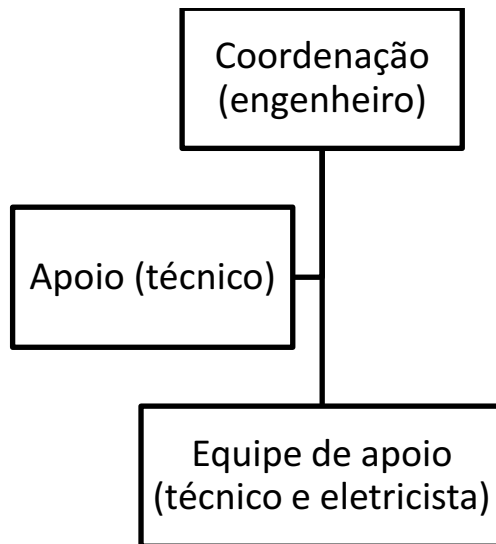 Coordenação
(engenheiro)
Apoio (técnico)
Equipe de apoio
(técnico e eletricista)